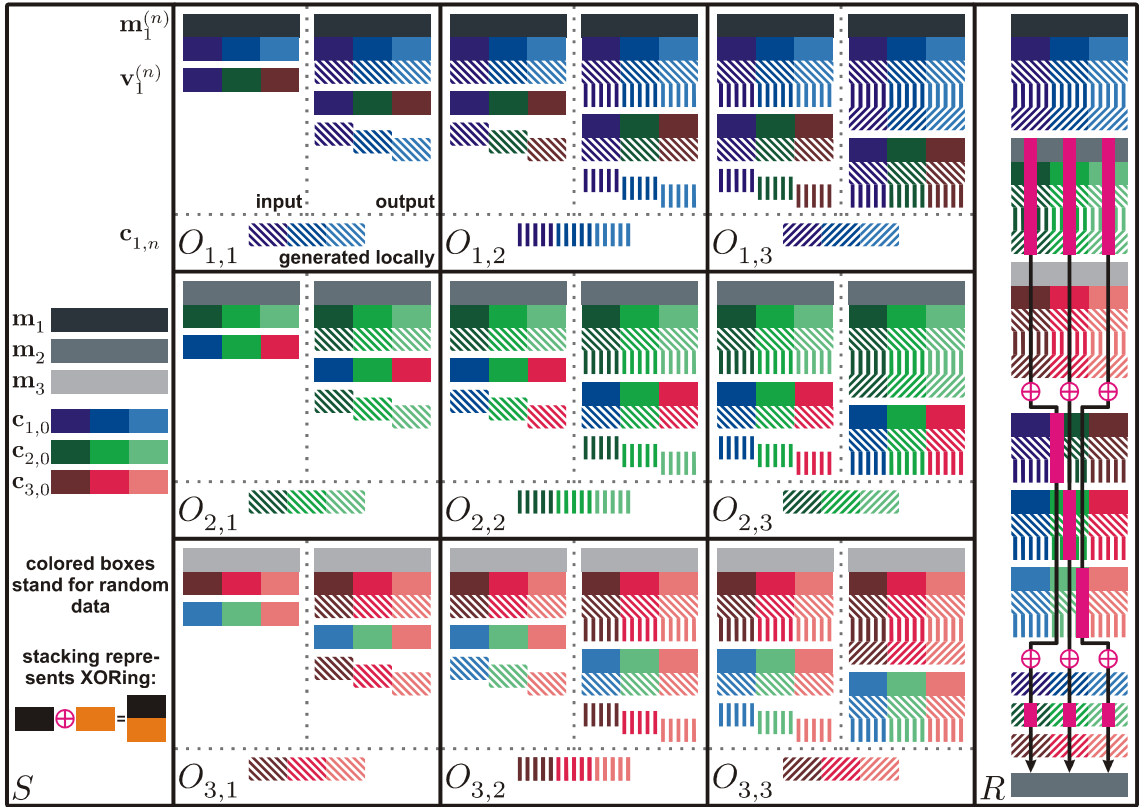 m_1^{(n)}
v_1^{(n)}
input
output
c_{1,n}
O_{1,1}
generated locally
O_{1,2}
O_{1,3}
m_1
m_2
m_3
c_{1,0}
c_{2,0}
c_{3,0}
O_{2,1}
O_{2,2}
O_{2,3}
colored boxes
stand for random
data
stacking repre-
sents XORing:
⊕ =
S
O_{3,1}
O_{3,2}
O_{3,3}
R